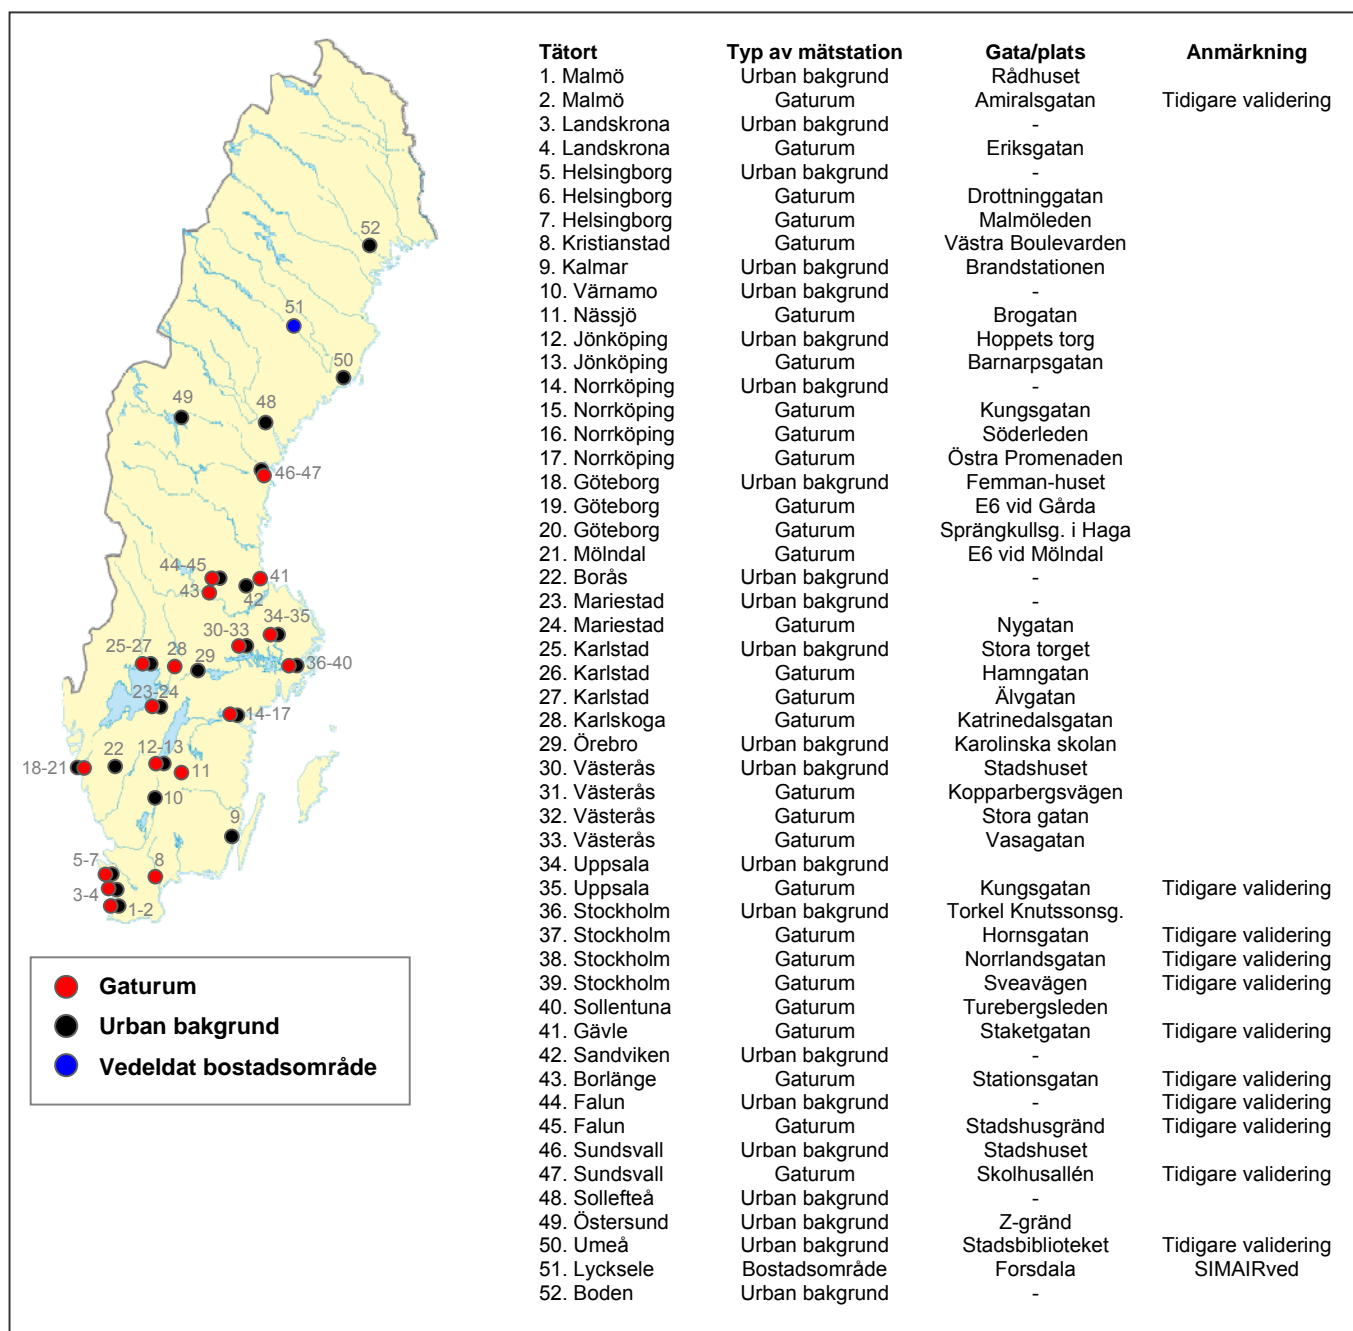 Tätort Typ av mätstation Gata/plats Anmärkning
1. Malmö Urban bakgrund Rådhuset
2. Malmö Gaturum Amiralsgatan Tidigare validering
3. Landskrona Urban bakgrund -
4. Landskrona Gaturum Eriksgatan
5. Helsingborg Urban bakgrund -
6. Helsingborg Gaturum Drottninggatan
7. Helsingborg Gaturum Malmöleden
8. Kristianstad Gaturum Västra Boulevarden
9. Kalmar Urban bakgrund Brandstationen
10. Värnamo Urban bakgrund -
11. Nässjö Gaturum Brogatan
12. Jönköping Urban bakgrund Hoppets torg
13. Jönköping Gaturum Barnarpsgatan
14. Norrköping Urban bakgrund -
15. Norrköping Gaturum Kungsgatan
16. Norrköping Gaturum Söderleden
17. Norrköping Gaturum Östra Promenaden
18. Göteborg Urban bakgrund Femman-huset
19. Göteborg Gaturum E6 vid Gårda
20. Göteborg Gaturum Sprängkullsg. i Haga
21. Mölndal Gaturum E6 vid Mölndal
22. Borås Urban bakgrund -
23. Mariestad Urban bakgrund -
24. Mariestad Gaturum Nygatan
25. Karlstad Urban bakgrund Stora torget
26. Karlstad Gaturum Hamngatan
27. Karlstad Gaturum Älvgatan
28. Karlskoga Gaturum Katrinedalsgatan
29. Örebro Urban bakgrund Karolinska skolan
30. Västerås Urban bakgrund Stadshuset
31. Västerås Gaturum Kopparbergsvägen
32. Västerås Gaturum Stora gatan
33. Västerås Gaturum Vasagatan
34. Uppsala Urban bakgrund
35. Uppsala Gaturum Kungsgatan Tidigare validering
36. Stockholm Urban bakgrund Torkel Knutssonsg.
37. Stockholm Gaturum Hornsgatan Tidigare validering
38. Stockholm Gaturum Norrlandsgatan Tidigare validering
39. Stockholm Gaturum Sveavägen Tidigare validering
40. Sollentuna Gaturum Turebergsleden
41. Gävle Gaturum Staketgatan Tidigare validering
42. Sandviken Urban bakgrund -
43. Borlänge Gaturum Stationsgatan Tidigare validering
44. Falun Urban bakgrund - Tidigare validering
45. Falun Gaturum Stadshusgränd Tidigare validering
46. Sundsvall Urban bakgrund Stadshuset
47. Sundsvall Gaturum Skolhusallén Tidigare validering
48. Sollefteå Urban bakgrund -
49. Östersund Urban bakgrund Z-gränd
50. Umeå Urban bakgrund Stadsbiblioteket Tidigare validering
51. Lycksele Bostadsområde Forsdala SIMAIRved
52. Boden Urban bakgrund -
52
51
50
49
48
46-47
44-45
41
43
42
34-35
30-33
25-27
28
29
36-40
23-24
14-17
22
12-13
18-21
11
10
9
5-7
8
3-4
1-2
Gaturum
Urban bakgrund
Vedeldat bostadsområde